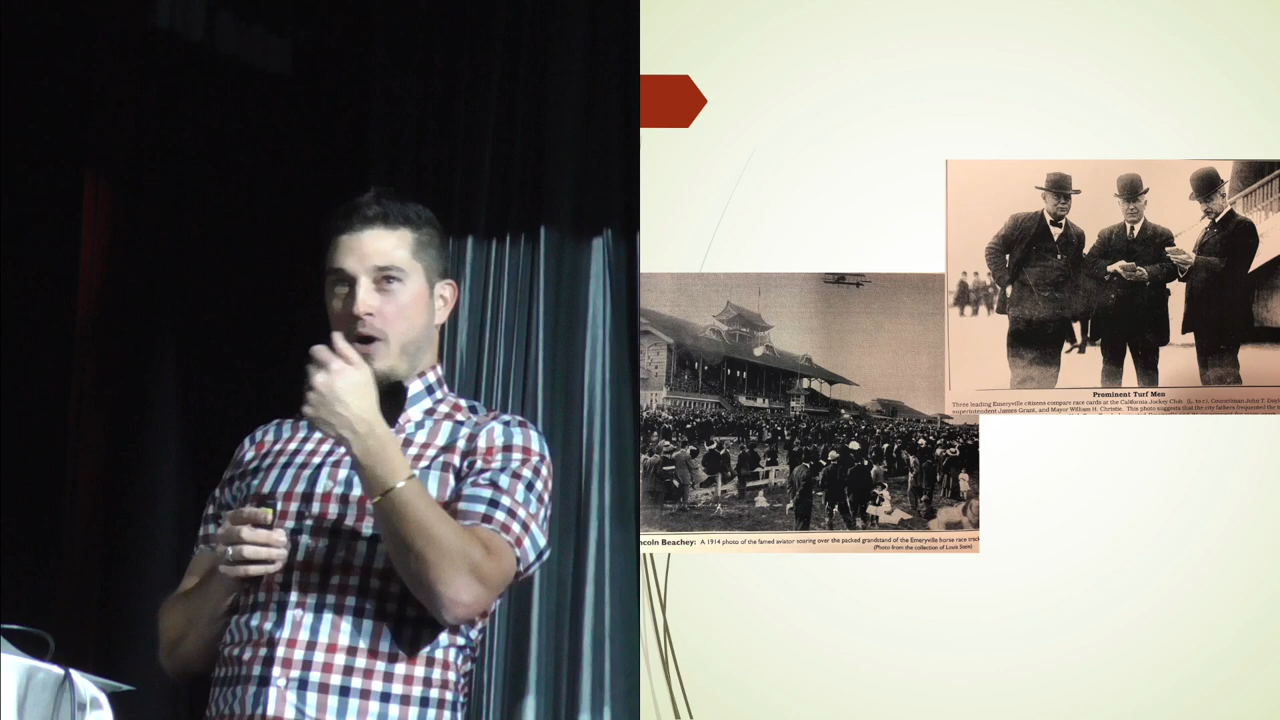 Prominent Turf Men
Three leading Emeryville citizens compare race cards at the California Jockey Club. (L. to r.), Councilman John T. Doy
superintendent James Grant, and Mayor William H. Christie. This photo suggests that the city fathers frequented the
ncoln Beachey: A 1914 photo of the famed aviator soaring over the packed grandstand of the Emeryville horse race track
(Photo from the collection of Louis Stein)